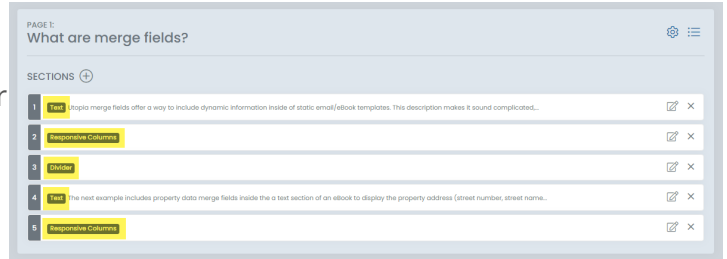 PAGE 1:
What are merge fields?
SECTIONS
r
1 Text Utopia merge fields offer a way to include dynamic information inside of static email/eBook templates. This description makes it sound complicated,...
2 Responsive Columns
3 Divider
4 Text The next example includes property data merge fields inside the a text section of an eBook to display the property address (street number, street name...
5 Responsive Columns